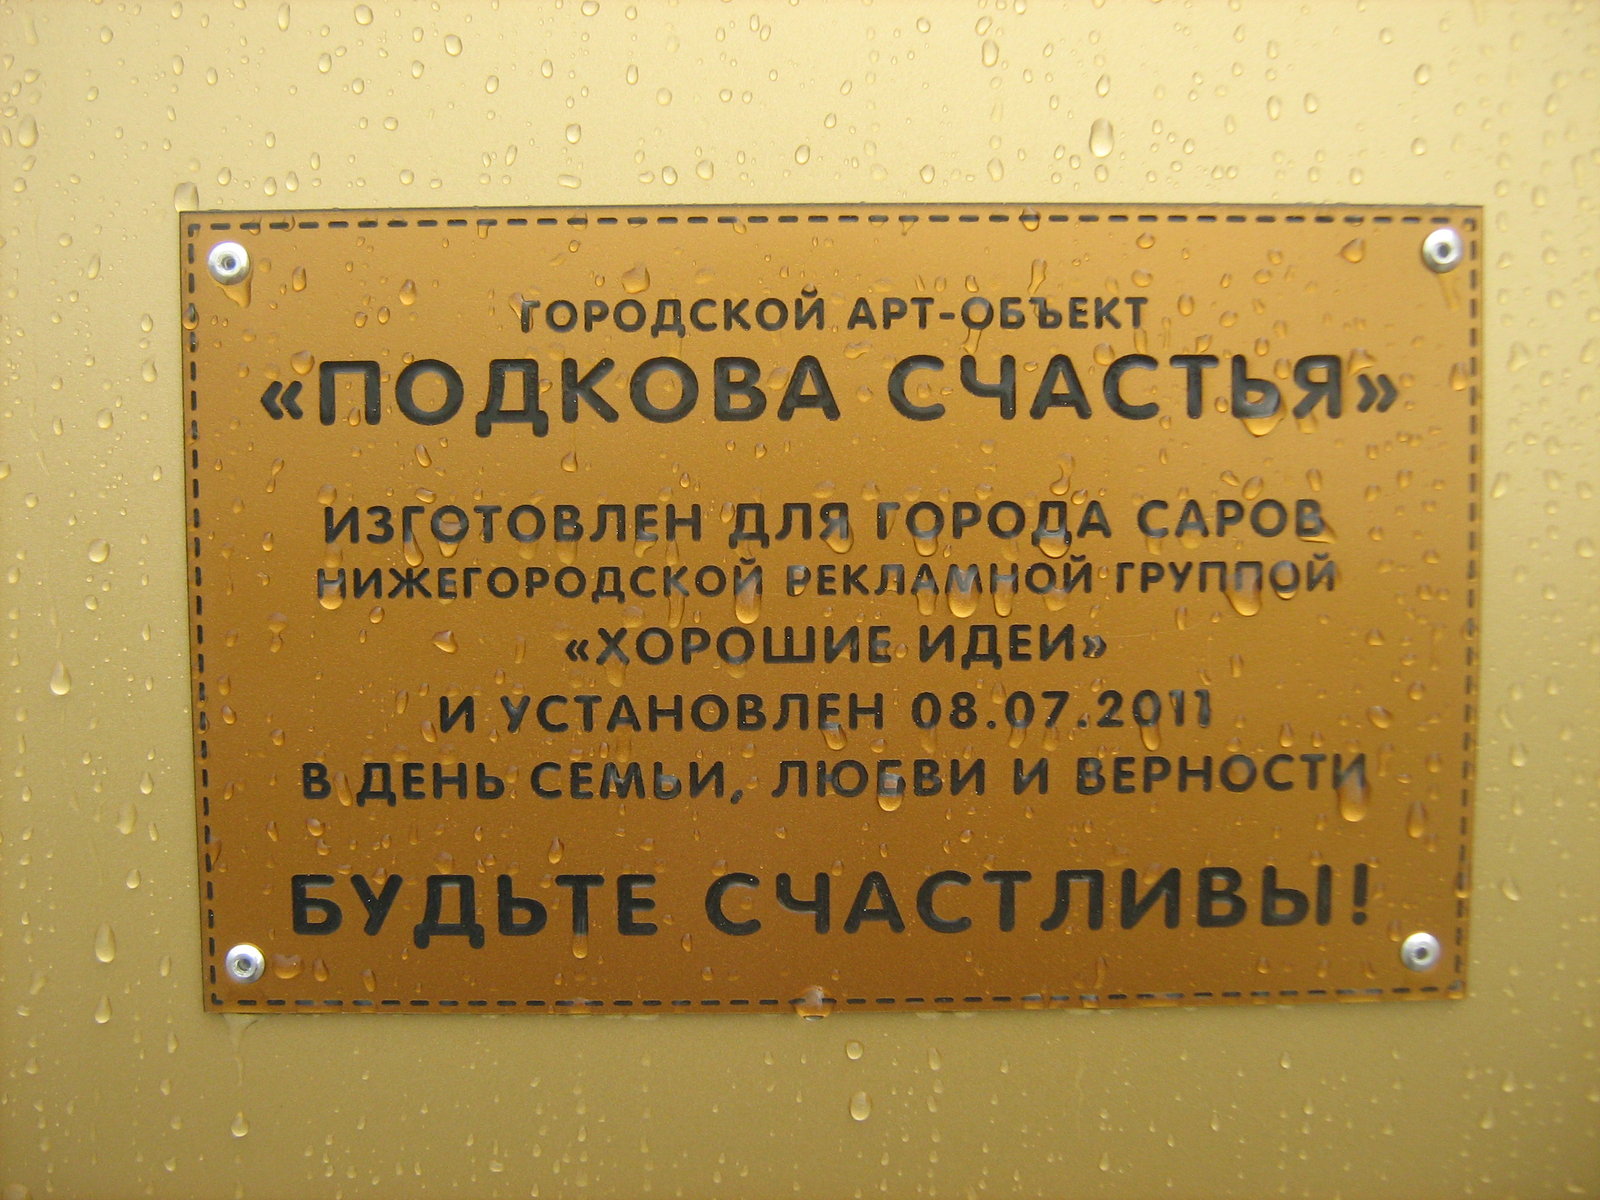 ГОРОДСКОЙ АРТ-ОБЪЕКТ
«ПОДКОВА СЧАСТЬЯ»
ИЗГОТОВЛЕН ДЛЯ ГОРОДА САРОВ
НИЖЕГОРОДСКОЙ РЕКЛАМНОЙ ГРУППОЙ
«ХОРОШИЕ ИДЕИ»
И УСТАНОВЛЕН 08.07.2011
В ДЕНЬ СЕМЬИ, ЛЮБВИ И ВЕРНОСТИ
БУДЬТЕ СЧАСТЛИВЫ!